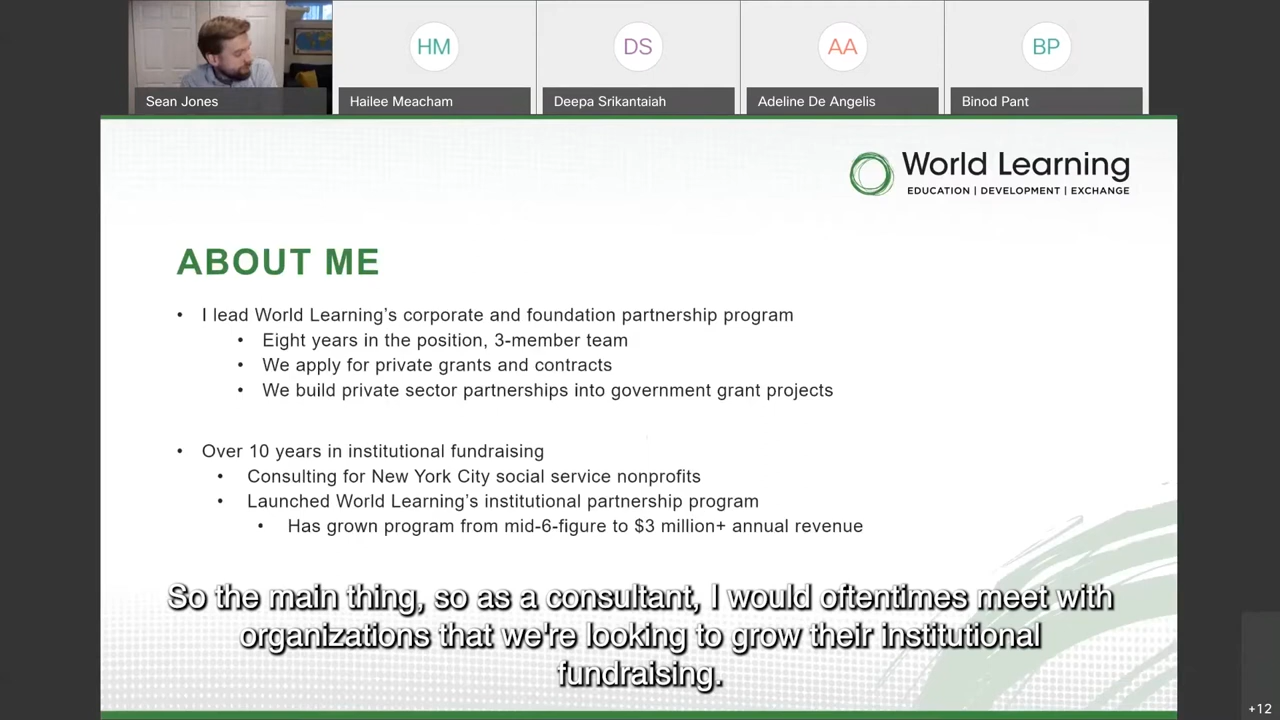 HM
DS
AA
BP
Sean Jones
Hailee Meacham
Deepa Srikantaiah
Adeline De Angelis
Binod Pant
World Learning
EDUCATION | DEVELOPMENT | EXCHANGE
ABOUT ME
• I lead World Learning's corporate and foundation partnership program
• Eight years in the position, 3-member team
• We apply for private grants and contracts
• We build private sector partnerships into government grant projects
• Over 10 years in institutional fundraising
• Consulting for New York City social service nonprofits
• Launched World Learning's institutional partnership program
• Has grown program from mid-6-figure to $3 million+ annual revenue
So the main thing, so as a consultant, I would oftentimes meet with
organizations that we're looking to grow their institutional
fundraising.
+12